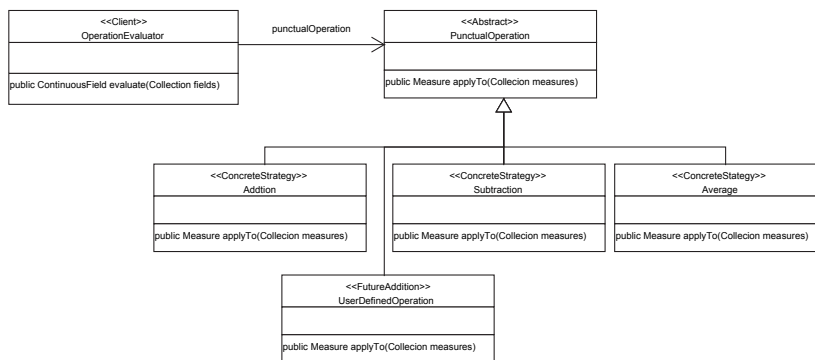 <<Client>>
OperationEvaluator
public ContinuousField evaluate(Collection fields)
punctualOperation
<<Abstract>>
PunctualOperation
public Measure applyTo(Collecion measures)
<<ConcreteStrategy>>
Addtion
public Measure applyTo(Collecion measures)
<<ConcreteStrategy>>
Subtraction
public Measure applyTo(Collecion measures)
<<ConcreteStategy>>
Average
public Measure applyTo(Collecion measures)
<<FutureAddition>>
UserDefinedOperation
public Measure applyTo(Collecion measures)